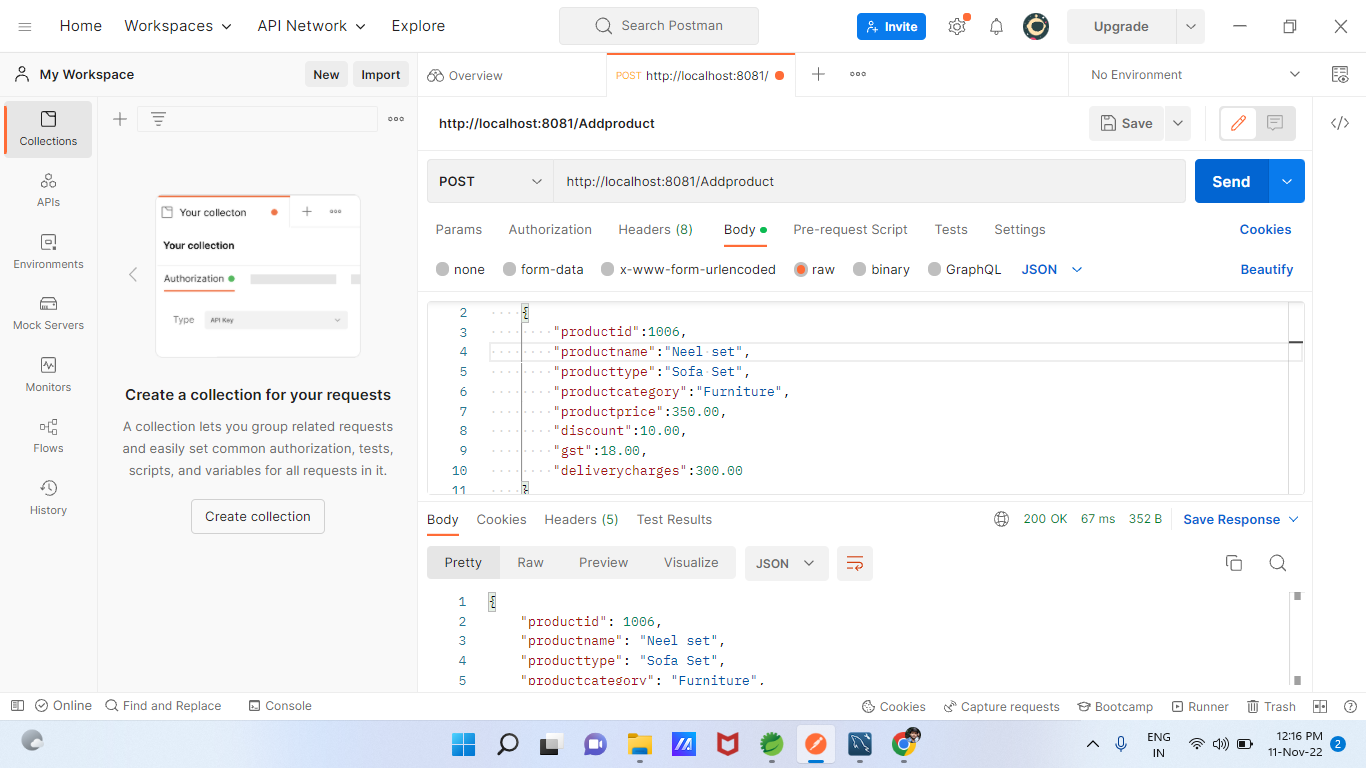 Home
Workspaces
API Network
Explore
Search Postman
Invite
Upgrade
My Workspace
New
Import
Overview
POST http://localhost:8081/
No Environment
Collections
APIs
Environments
Mock Servers
Monitors
Flows
History
Your collecton
Your collection
Authorization
Type
API Key
Create a collection for your requests
A collection lets you group related requests
and easily set common authorization, tests,
scripts, and variables for all requests in it.
Create collection
http://localhost:8081/Addproduct
Save
POST
http://localhost:8081/Addproduct
Send
Params
Authorization
Headers (8)
Body
Pre-request Script
Tests
Settings
Cookies
none
form-data
x-www-form-urlencoded
raw
binary
GraphQL
JSON
Beautify
2 {
3 "productid":1006,
4 "productname":"Neel set",
5 "producttype":"Sofa Set",
6 "productcategory":"Furniture",
7 "productprice":350.00,
8 "discount":10.00,
9 "gst":18.00,
10 "deliverycharges":300.00
11 }
Body
Cookies
Headers (5)
Test Results
200 OK
67 ms
352 B
Save Response
Pretty
Raw
Preview
Visualize
JSON
1 {
2 "productid": 1006,
3 "productname": "Neel set",
4 "producttype": "Sofa Set",
5 "productcategory": "Furniture",
Online
Find and Replace
Console
Cookies
Capture requests
Bootcamp
Runner
Trash
ENG
IN
12:16 PM
11-Nov-22
2